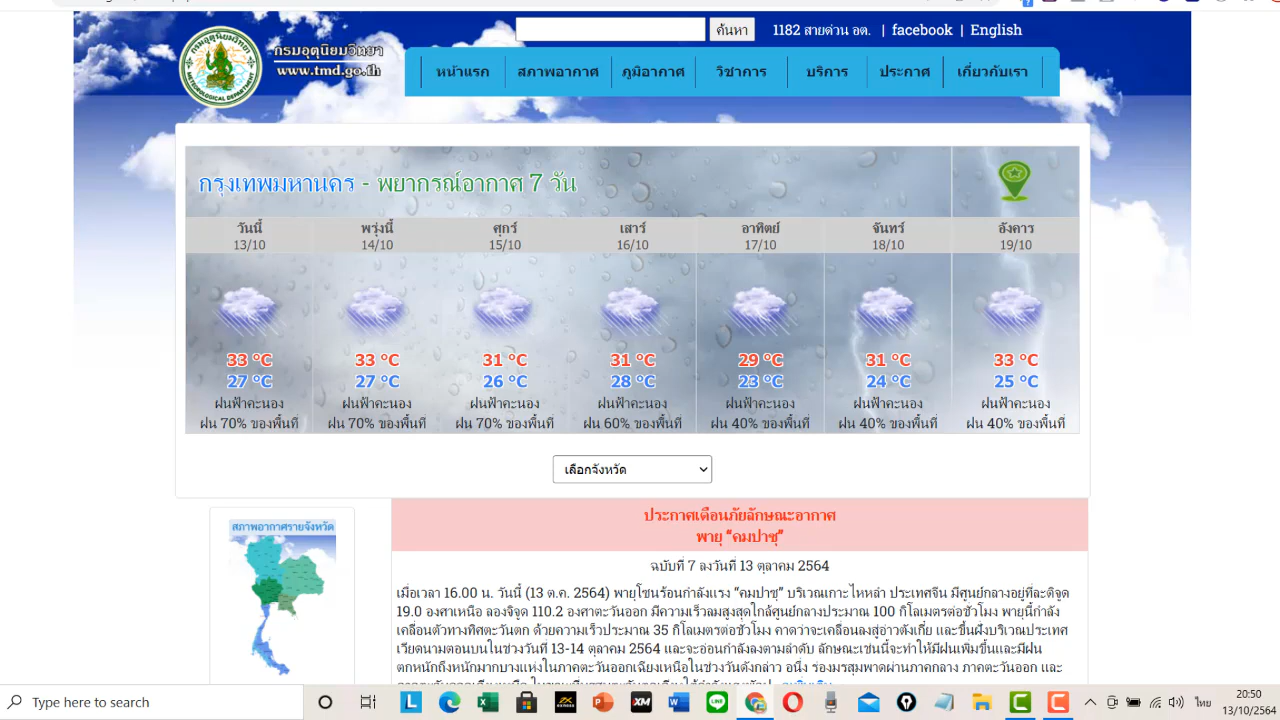 ค้นหา
1182 สายด่วน อต. | facebook | English
กรมอุตุนิยมวิทยา
www.tmd.go.th
METEOROLOGICAL DEPARTMENT
หน้าแรก สภาพอากาศ ภูมิอากาศ วิชาการ บริการ ประกาศ เกี่ยวกับเรา
กรุงเทพมหานคร - พยากรณ์อากาศ 7 วัน
วันนี้ พรุ่งนี้ ศุกร์ เสาร์ อาทิตย์ จันทร์ อังคาร
13/10 14/10 15/10 16/10 17/10 18/10 19/10
33 °C 33 °C 31 °C 31 °C 29 °C 31 °C 33 °C
27 °C 27 °C 26 °C 28 °C 23 °C 24 °C 25 °C
ฝนฟ้าคะนอง ฝนฟ้าคะนอง ฝนฟ้าคะนอง ฝนฟ้าคะนอง ฝนฟ้าคะนอง ฝนฟ้าคะนอง ฝนฟ้าคะนอง
ฝน 70% ของพื้นที่ ฝน 70% ของพื้นที่ ฝน 70% ของพื้นที่ ฝน 60% ของพื้นที่ ฝน 40% ของพื้นที่ ฝน 40% ของพื้นที่ ฝน 40% ของพื้นที่
เลือกจังหวัด
สภาพอากาศรายจังหวัด
ประกาศเตือนภัยลักษณะอากาศ
พายุ “คมปาซุ”
ฉบับที่ 7 ลงวันที่ 13 ตุลาคม 2564
เมื่อเวลา 16.00 น. วันนี้ (13 ต.ค. 2564) พายุโซนร้อนกำลังแรง “คมปาซุ” บริเวณเกาะไหหลำ ประเทศจีน มีศูนย์กลางอยู่ที่ละติจูด
19.0 องศาเหนือ ลองจิจูด 110.2 องศาตะวันออก มีความเร็วลมสูงสุดใกล้ศูนย์กลางประมาณ 100 กิโลเมตรต่อชั่วโมง พายุนี้กำลัง
เคลื่อนตัวทางทิศตะวันตก ด้วยความเร็วประมาณ 35 กิโลเมตรต่อชั่วโมง คาดว่าจะเคลื่อนลงสู่อ่าวตังเกี๋ย และขึ้นฝั่งบริเวณประเทศ
เวียดนามตอนบนในช่วงวันที่ 13-14 ตุลาคม 2564 และจะอ่อนกำลังลงตามลำดับ ลักษณะเช่นนี้จะทำให้มีฝนเพิ่มขึ้นและมีฝน
ตกหนักถึงหนักมากบางแห่งในภาคตะวันออกเฉียงเหนือในช่วงวันดังกล่าว อนึ่ง ร่องมรสุมพาดผ่านภาคกลาง ภาคตะวันออก และ
Type here to search
ไทย
20:50
13/10/2564